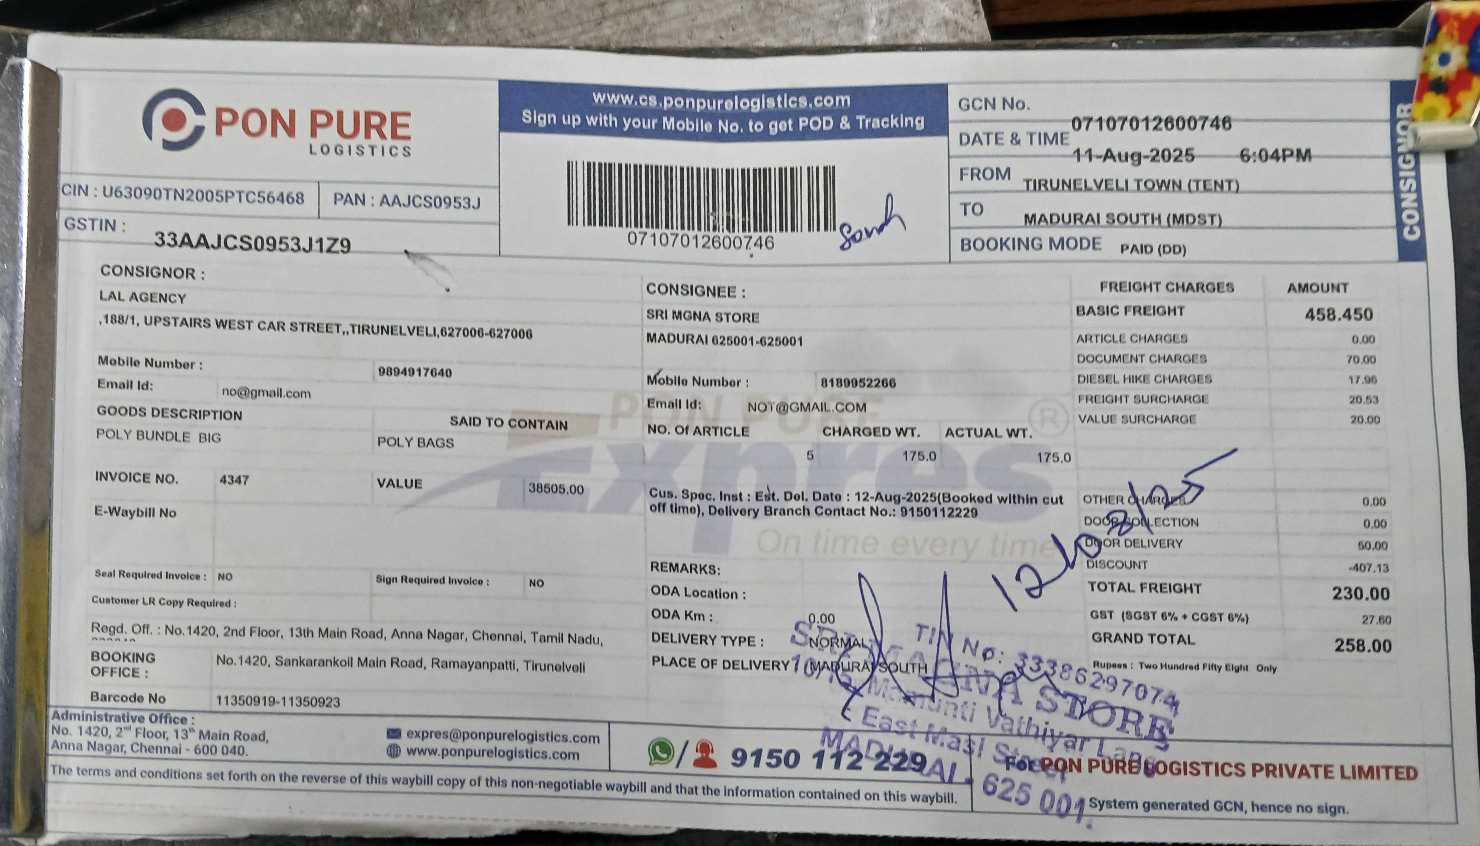 PON PURE
LOGISTICS
www.cs.ponpurelogistics.com
Sign up with your Mobile No. to get POD & Tracking
07107012600746
GCN No. 07107012600746
DATE & TIME 11-Aug-2025 6:04PM
FROM TIRUNELVELI TOWN (TENT)
TO MADURAI SOUTH (MDST)
BOOKING MODE PAID (DD)
CONSIGNOR
CIN : U63090TN2005PTC56468 PAN : AAJCS0953J
GSTIN : 33AAJCS0953J1Z9
CONSIGNOR :
LAL AGENCY
,188/1, UPSTAIRS WEST CAR STREET,,TIRUNELVELI,627006-627006
Mobile Number : 9894917640
Email Id: no@gmail.com
GOODS DESCRIPTION SAID TO CONTAIN
POLY BUNDLE BIG POLY BAGS
INVOICE NO. 4347 VALUE 38505.00
E-Waybill No
Seal Required Invoice : NO Sign Required Invoice : NO
Customer LR Copy Required :
Regd. Off. : No.1420, 2nd Floor, 13th Main Road, Anna Nagar, Chennai, Tamil Nadu,
BOOKING OFFICE : No.1420, Sankarankoil Main Road, Ramayanpatti, Tirunelveli
Barcode No 11350919-11350923
CONSIGNEE :
SRI MGNA STORE
MADURAI 625001-625001
Mobile Number : 8189952266
Email Id: NOT@GMAIL.COM
NO. Of ARTICLE CHARGED WT. ACTUAL WT.
5 175.0 175.0
Cus. Spec. Inst : Est. Del. Date : 12-Aug-2025(Booked within cut
off time), Delivery Branch Contact No.: 9150112229
REMARKS:
ODA Location :
ODA Km : 0.00
DELIVERY TYPE : NORMAL
PLACE OF DELIVERY MADURAI SOUTH
FREIGHT CHARGES AMOUNT
BASIC FREIGHT 458.450
ARTICLE CHARGES 0.00
DOCUMENT CHARGES 70.00
DIESEL HIKE CHARGES 17.96
FREIGHT SURCHARGE 20.53
VALUE SURCHARGE 20.00
OTHER CHARGES 0.00
DOOR COLLECTION 0.00
DOOR DELIVERY 50.00
DISCOUNT -407.13
TOTAL FREIGHT 230.00
GST (SGST 6% + CGST 6%) 27.60
GRAND TOTAL 258.00
Rupees : Two Hundred Fifty Eight Only
PON PURE
Expres ®
On time every time
12/08/25
TIN No: 33386297074
STORE
Vathiyar Lane
East Masi Street
MADURAI - 625 001.
Administrative Office :
No. 1420, 2nd Floor, 13th Main Road,
Anna Nagar, Chennai - 600 040.
expres@ponpurelogistics.com
www.ponpurelogistics.com
/ 9150 112 229
For PON PURE LOGISTICS PRIVATE LIMITED
The terms and conditions set forth on the reverse of this waybill copy of this non-negotiable waybill and that the information contained on this waybill.
System generated GCN, hence no sign.